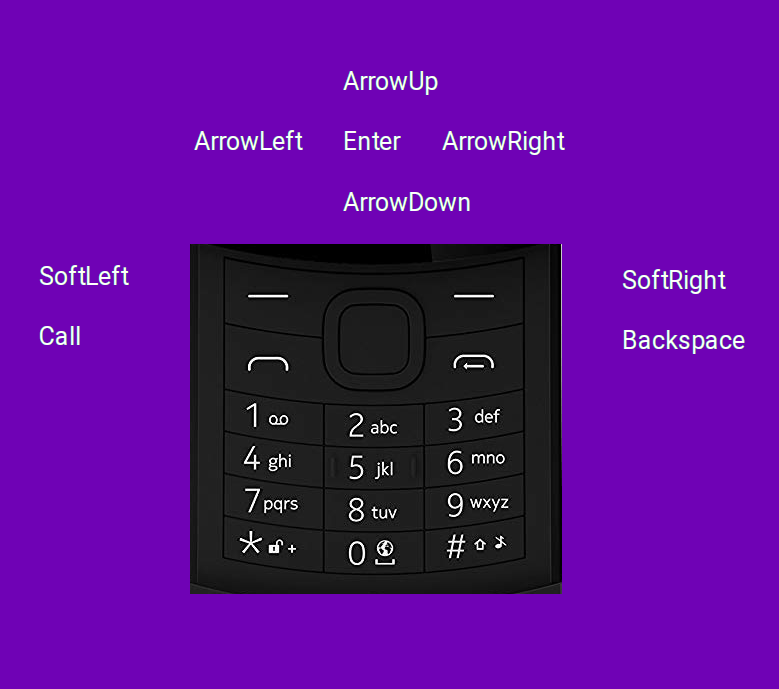 ArrowUp
ArrowLeft Enter ArrowRight
ArrowDown
SoftLeft
SoftRight
Call
Backspace
1 2 abc 3 def
4 ghi 5 jkl 6 mno
7 pqrs 8 tuv 9 wxyz
* + 0 #